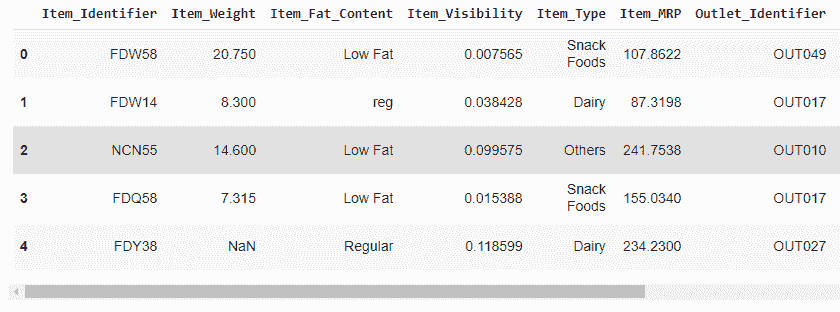 Item_Identifier Item_Weight Item_Fat_Content Item_Visibility Item_Type Item_MRP Outlet_Identifier
0 FDW58 20.750 Low Fat 0.007565 Snack Foods 107.8622 OUT049
1 FDW14 8.300 reg 0.038428 Dairy 87.3198 OUT017
2 NCN55 14.600 Low Fat 0.099575 Others 241.7538 OUT010
3 FDQ58 7.315 Low Fat 0.015388 Snack Foods 155.0340 OUT017
4 FDY38 NaN Regular 0.118599 Dairy 234.2300 OUT027